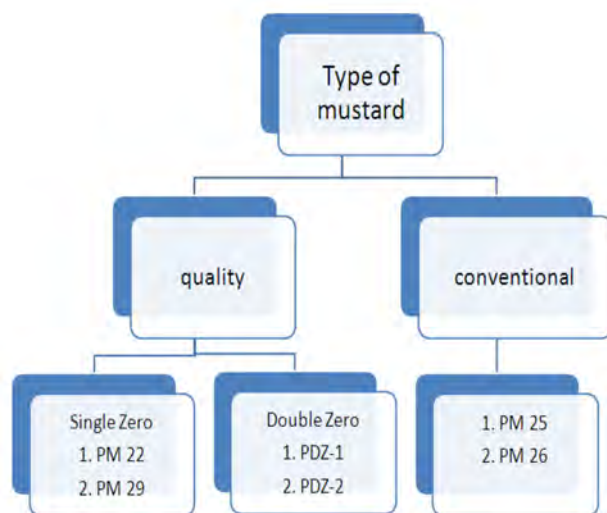 Type of
mustard
quality
conventional
Single Zero
1. PM 22
2. PM 29
Double Zero
1. PDZ-1
2. PDZ-2
1. PM 25
2. PM 26